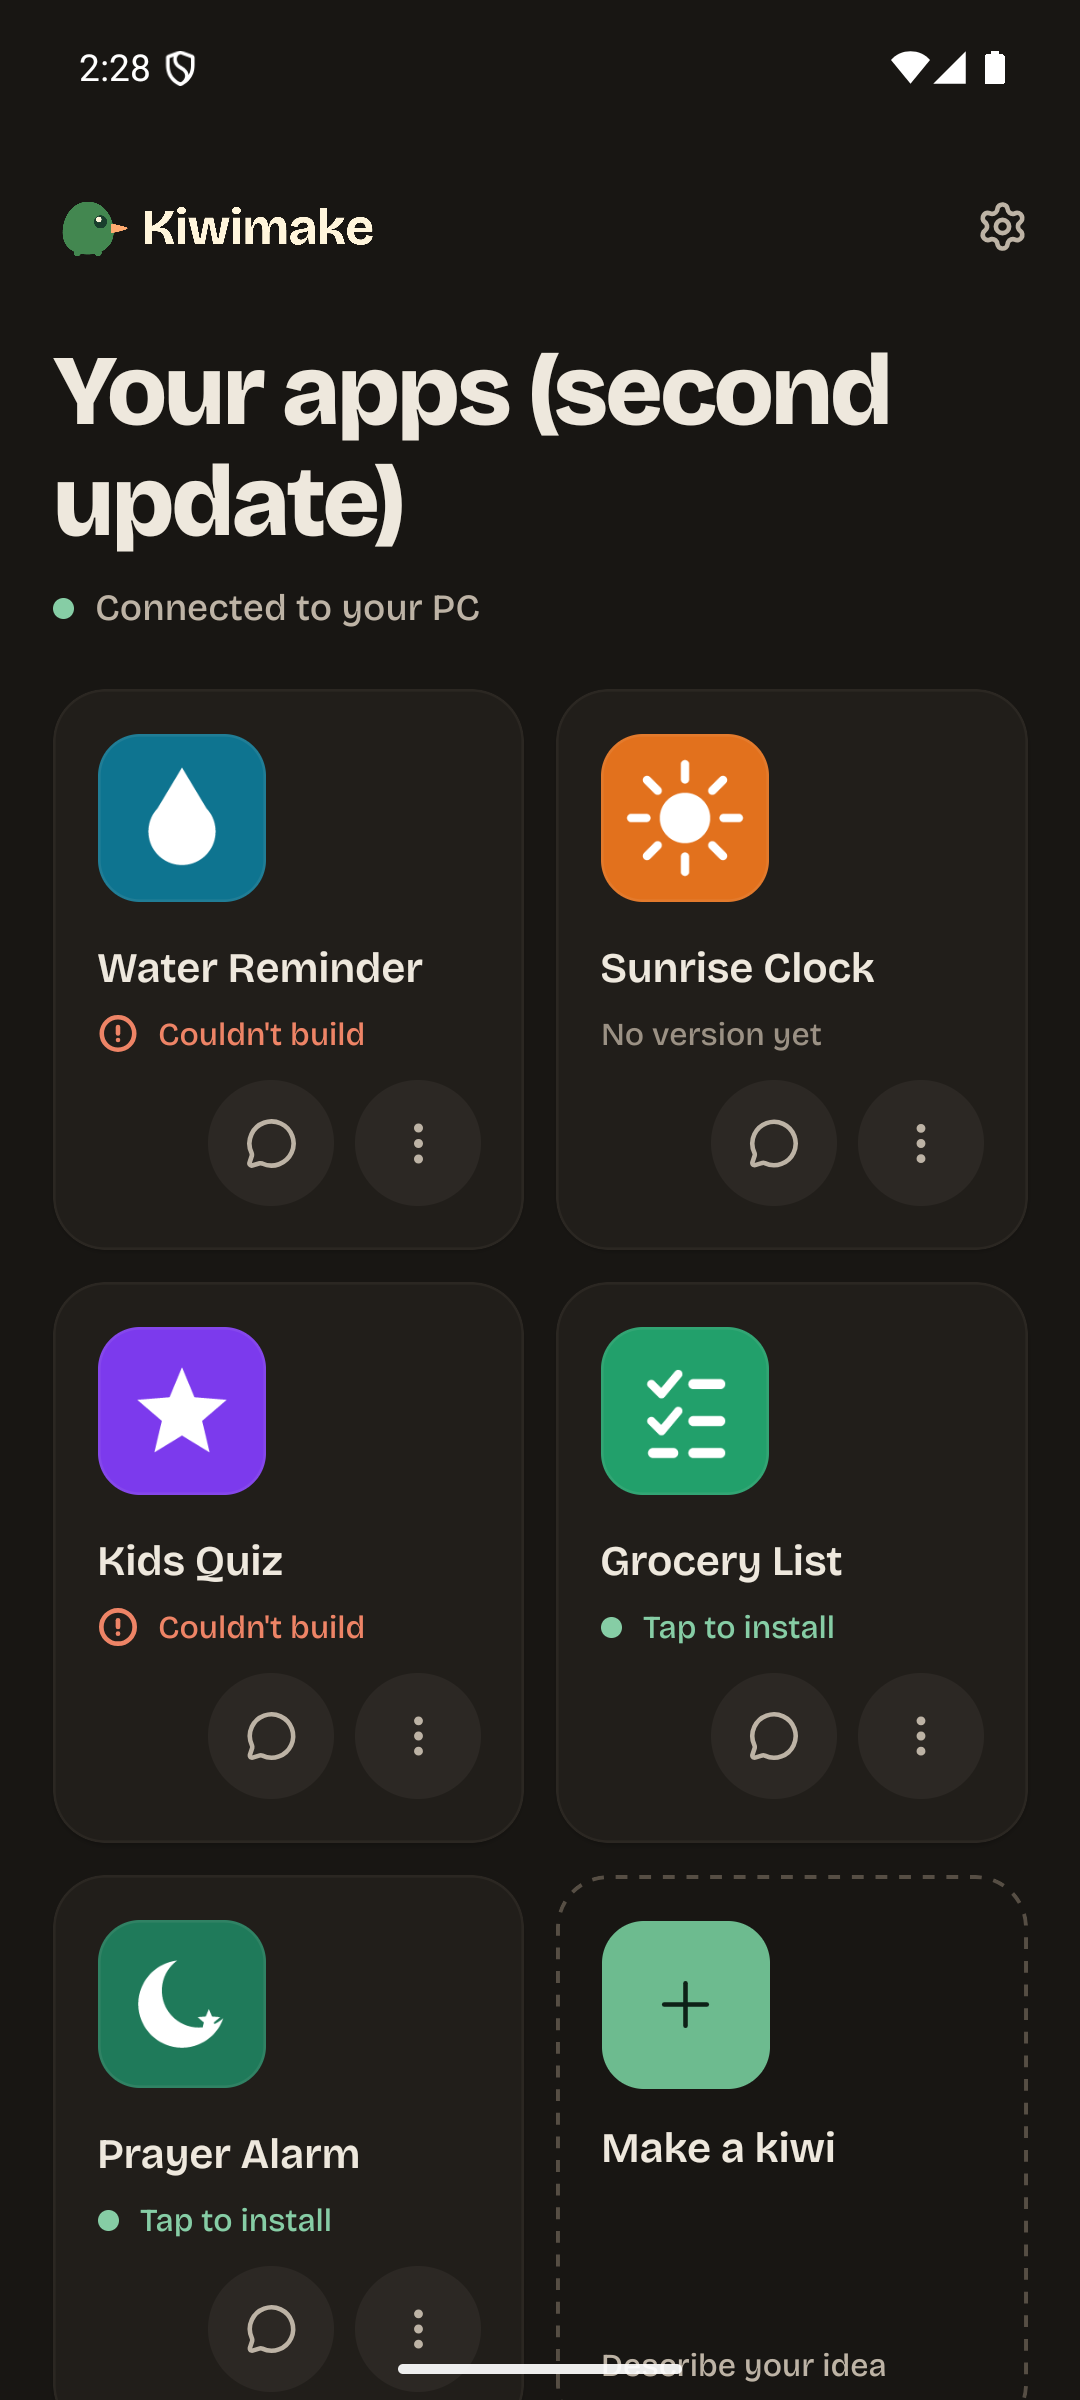 2:28
Kiwimake
Your apps (second
update)
Connected to your PC
Water Reminder
Couldn't build
Sunrise Clock
No version yet
Kids Quiz
Couldn't build
Grocery List
Tap to install
Prayer Alarm
Tap to install
Make a kiwi
Describe your idea